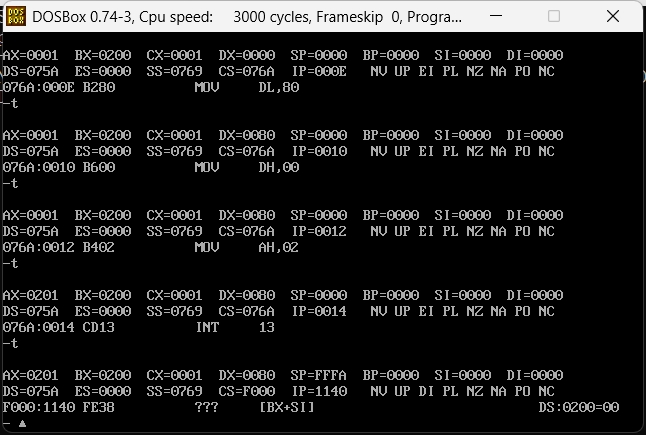 DOS BOX DOSBox 0.74-3, Cpu speed: 3000 cycles, Frameskip 0, Progra...
AX=0001 BX=0200 CX=0001 DX=0000 SP=0000 BP=0000 SI=0000 DI=0000
DS=075A ES=0000 SS=0769 CS=076A IP=000E NV UP EI PL NZ NA PO NC
076A:000E B280 MOV DL,80
-t
AX=0001 BX=0200 CX=0001 DX=0080 SP=0000 BP=0000 SI=0000 DI=0000
DS=075A ES=0000 SS=0769 CS=076A IP=0010 NV UP EI PL NZ NA PO NC
076A:0010 B600 MOV DH,00
-t
AX=0001 BX=0200 CX=0001 DX=0080 SP=0000 BP=0000 SI=0000 DI=0000
DS=075A ES=0000 SS=0769 CS=076A IP=0012 NV UP EI PL NZ NA PO NC
076A:0012 B402 MOV AH,02
-t
AX=0201 BX=0200 CX=0001 DX=0080 SP=0000 BP=0000 SI=0000 DI=0000
DS=075A ES=0000 SS=0769 CS=076A IP=0014 NV UP EI PL NZ NA PO NC
076A:0014 CD13 INT 13
-t
AX=0201 BX=0200 CX=0001 DX=0080 SP=FFFA BP=0000 SI=0000 DI=0000
DS=075A ES=0000 SS=0769 CS=F000 IP=1140 NV UP DI PL NZ NA PO NC
F000:1140 FE38 ??? [BX+SI] DS:0200=00
-